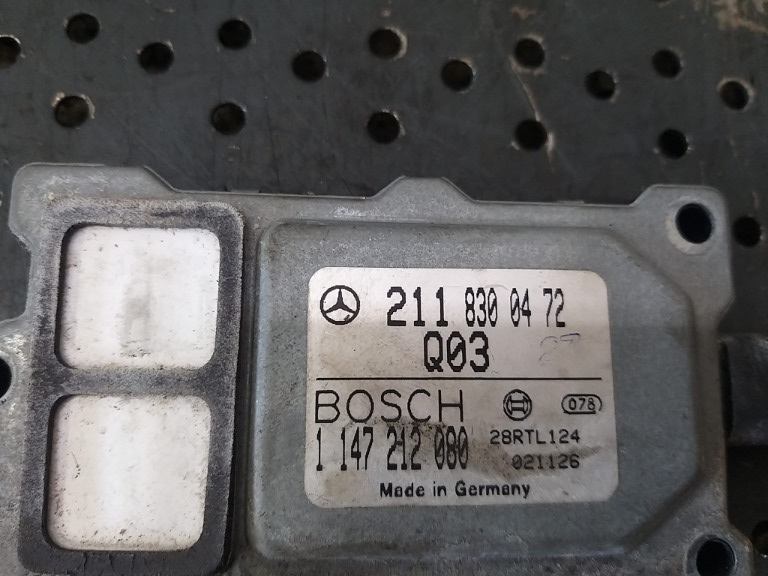 211 830 04 72
Q03
BOSCH 078
1 147 212 080 28RTL124
021126
Made in Germany